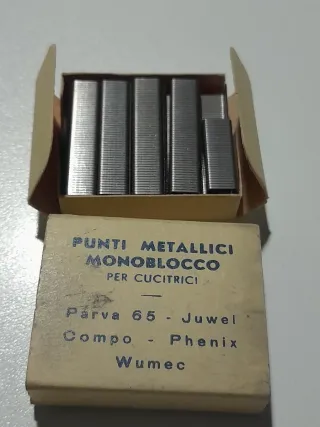 PUNTI METALLICI
MONOBLOCCO
PER CUCITRICI
Parva 65 - Juwel
Compo - Phenix
Wumec